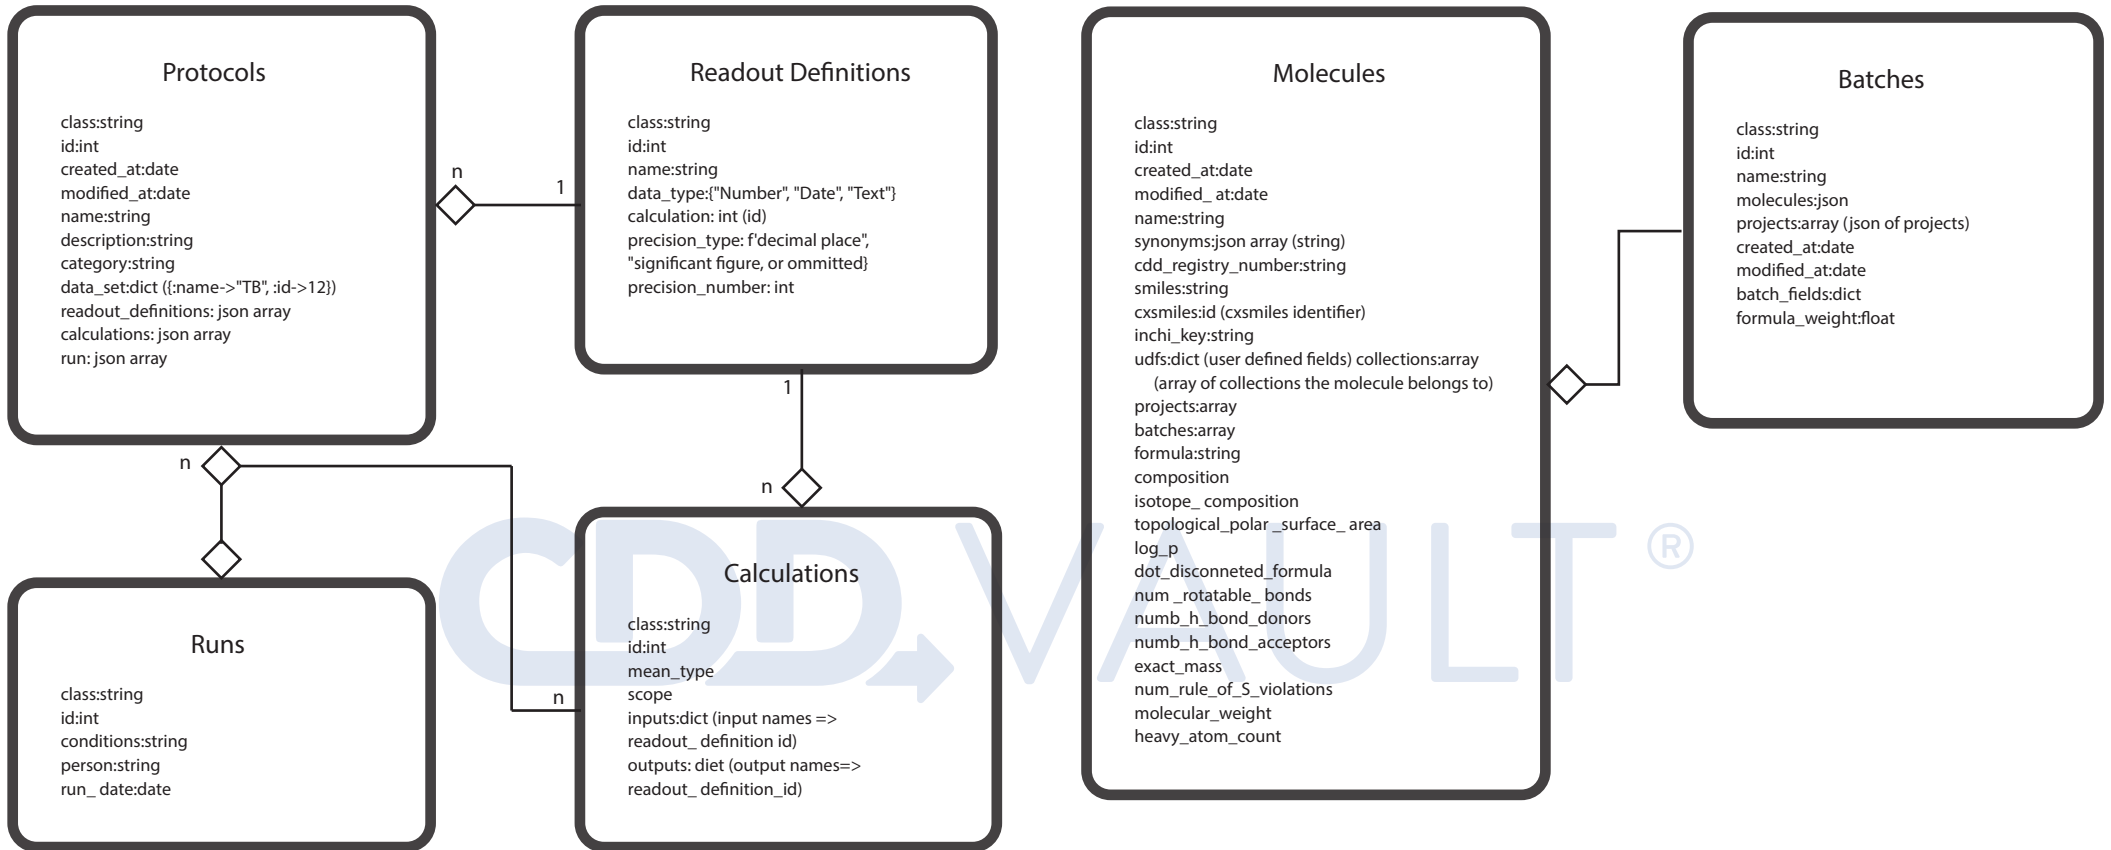 Protocols
class:string
id:int
created_at:date
modified_at:date
name:string
description:string
category:string
data_set:dict ({:name->"TB", :id->12})
readout_definitions: json array
calculations: json array
run: json array
n
1
Readout Definitions
class:string
id:int
name:string
data_type:{"Number", "Date", "Text"}
calculation: int (id)
precision_type: f'decimal place",
"significant figure, or ommitted}
precision_number: int
1
n
n
n
Runs
class:string
id:int
conditions:string
person:string
run_ date:date
Calculations
class:string
id:int
mean_type
scope
inputs:dict (input names =>
readout_ definition id)
outputs: diet (output names=>
readout_ definition_id)
Molecules
class:string
id:int
created_at:date
modified_ at:date
name:string
synonyms:json array (string)
cdd_registry_number:string
smiles:string
cxsmiles:id (cxsmiles identifier)
inchi_key:string
udfs:dict (user defined fields) collections:array
(array of collections the molecule belongs to)
projects:array
batches:array
formula:string
composition
isotope_ composition
topological_polar _surface_ area
log_p
dot_disconneted_formula
num _rotatable_ bonds
numb_h_bond_donors
numb_h_bond_acceptors
exact_mass
num_rule_of_S_violations
molecular_weight
heavy_atom_count
Batches
class:string
id:int
name:string
molecules:json
projects:array (json of projects)
created_at:date
modified_at:date
batch_fields:dict
formula_weight:float
CDD VAULT ®